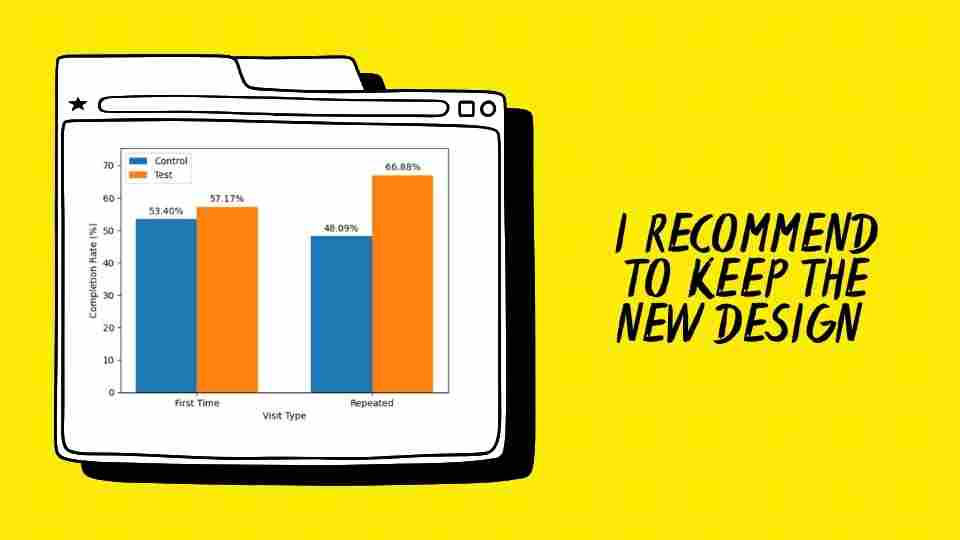 Control
Test
70
60
50
40
30
20
10
0
Completion Rate (%)
53.40%
57.17%
48.09%
66.88%
First Time
Repeated
Visit Type
I RECOMMEND
TO KEEP THE
NEW DESIGN